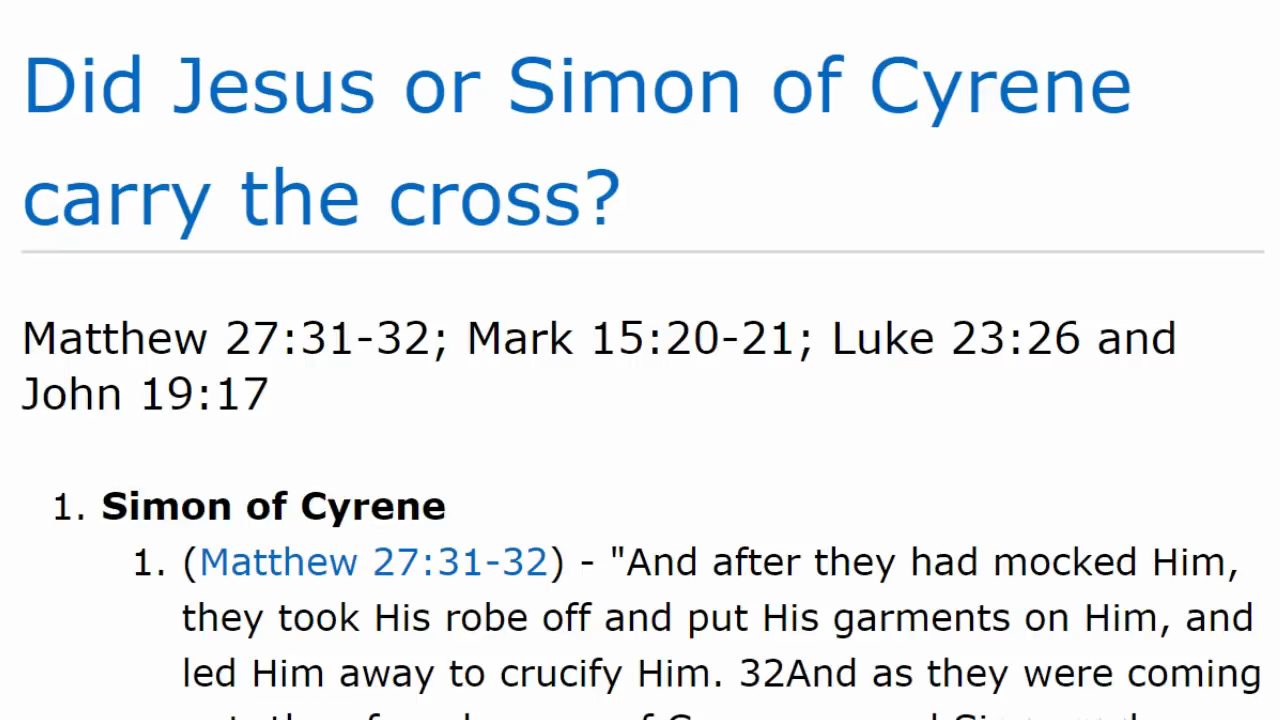 Did Jesus or Simon of Cyrene
carry the cross?
Matthew 27:31-32; Mark 15:20-21; Luke 23:26 and
John 19:17
1. Simon of Cyrene
1. (Matthew 27:31-32) - "And after they had mocked Him,
they took His robe off and put His garments on Him, and
led Him away to crucify Him. 32And as they were coming